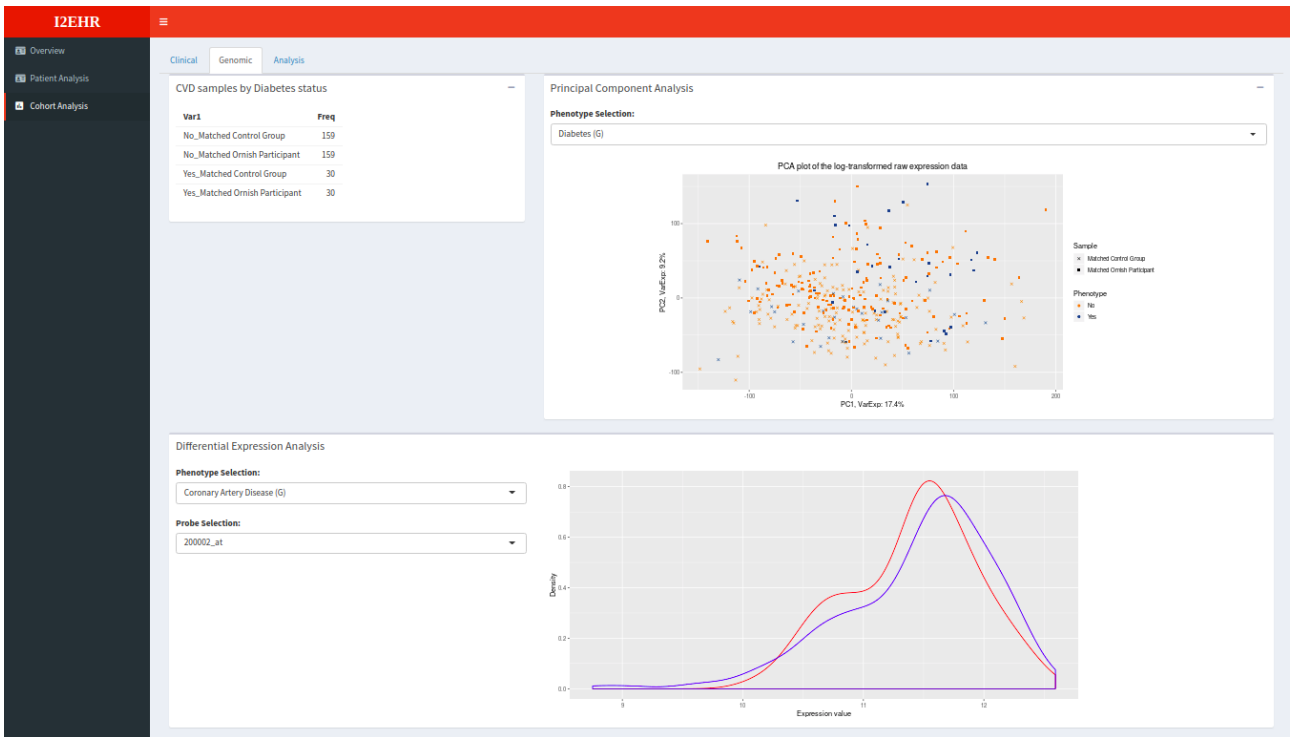 I2EHR
Overview
Patient Analysis
Cohort Analysis
Clinical Genomic Analysis
CVD samples by Diabetes status
Var1 Freq
No_Matched Control Group 159
No_Matched Ornish Participant 159
Yes_Matched Control Group 30
Yes_Matched Ornish Participant 30
Principal Component Analysis
Phenotype Selection:
Diabetes (G)
PCA plot of the log-transformed raw expression data
100
0
-100
PC2, VarExp: 9.2%
-100 0 100 200
PC1, VarExp: 17.4%
Sample
Matched Control Group
Matched Ornish Participant
Phenotype
No
Yes
Differential Expression Analysis
Phenotype Selection:
Coronary Artery Disease (G)
Probe Selection:
200002_at
0.8
0.6
0.4
0.2
0.0
Density
9 10 11 12
Expression value